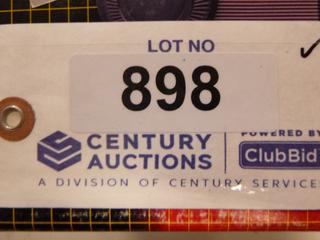 LOT NO
898
CENTURY
AUCTIONS
POWERED BY
ClubBid
A DIVISION OF CENTURY SERVICE